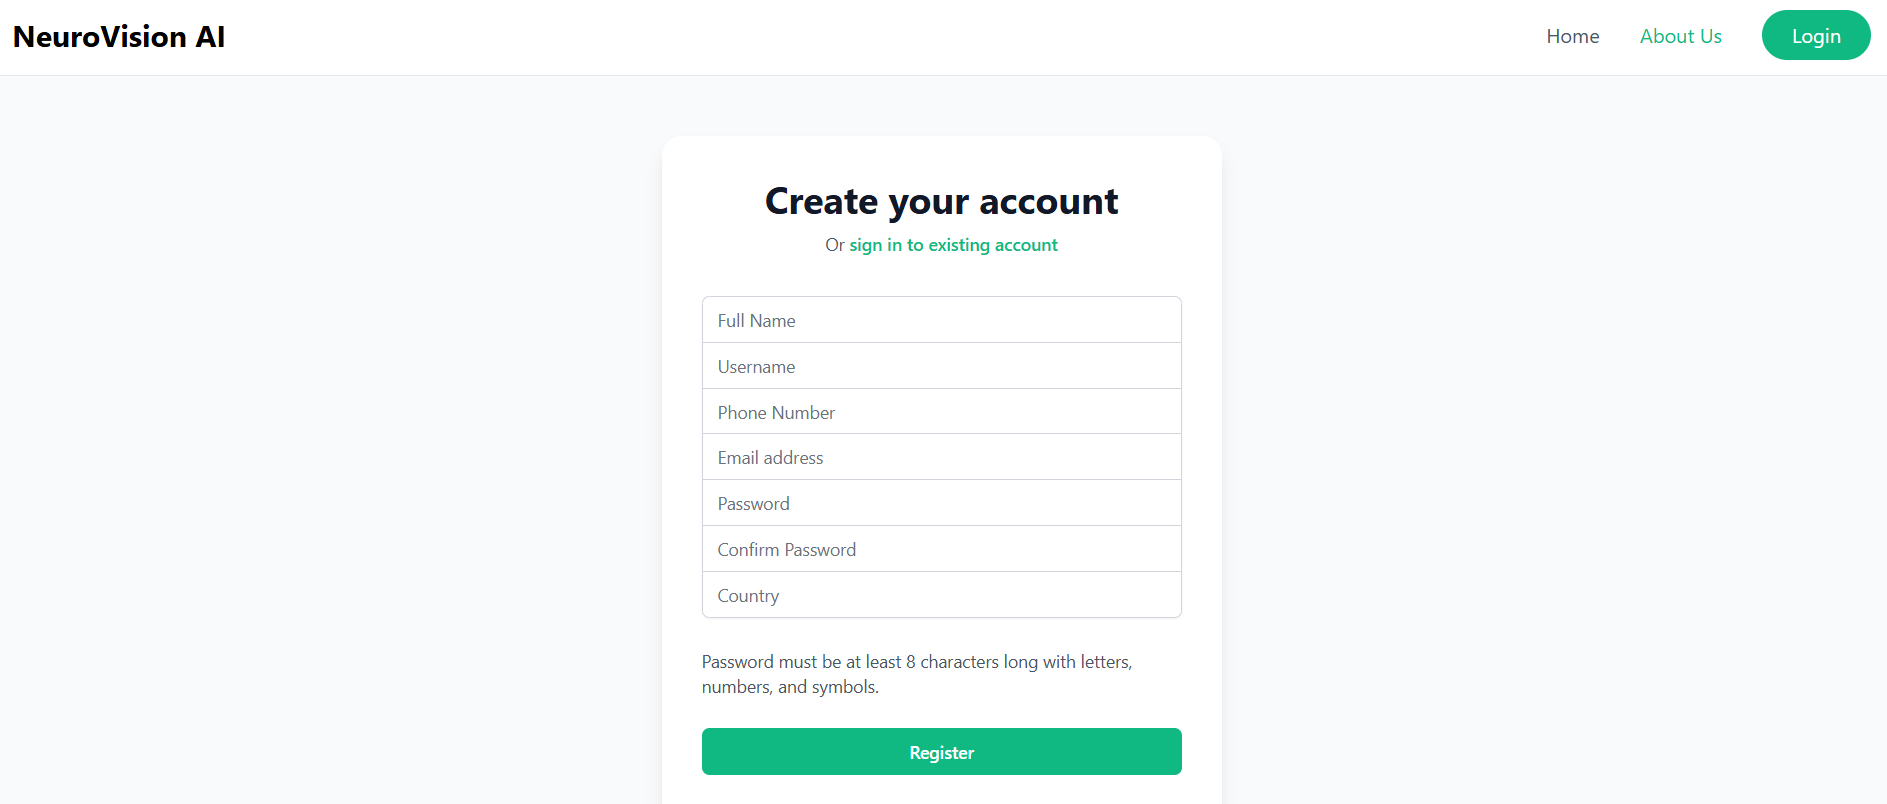 NeuroVision AI
Home
About Us
Login
Create your account
Or sign in to existing account
Full Name
Username
Phone Number
Email address
Password
Confirm Password
Country
Password must be at least 8 characters long with letters,
numbers, and symbols.
Register